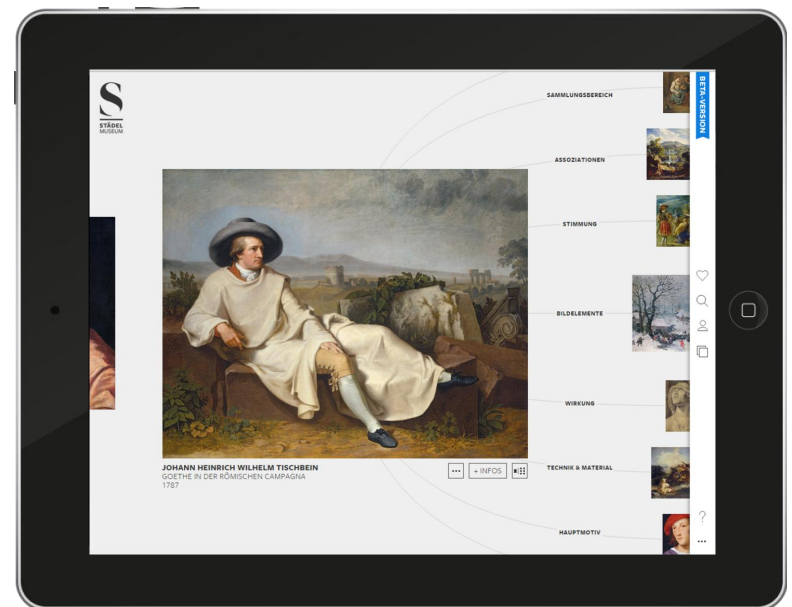 STÄDEL
MUSEUM
BETA-VERSION
SAMMLUNGSBEREICH
ASSOZIATIONEN
STIMMUNG
BILDELEMENTE
WIRKUNG
TECHNIK & MATERIAL
HAUPTMOTIV
JOHANN HEINRICH WILHELM TISCHBEIN
GOETHE IN DER RÖMISCHEN CAMPAGNA
1787
+ INFOS
?